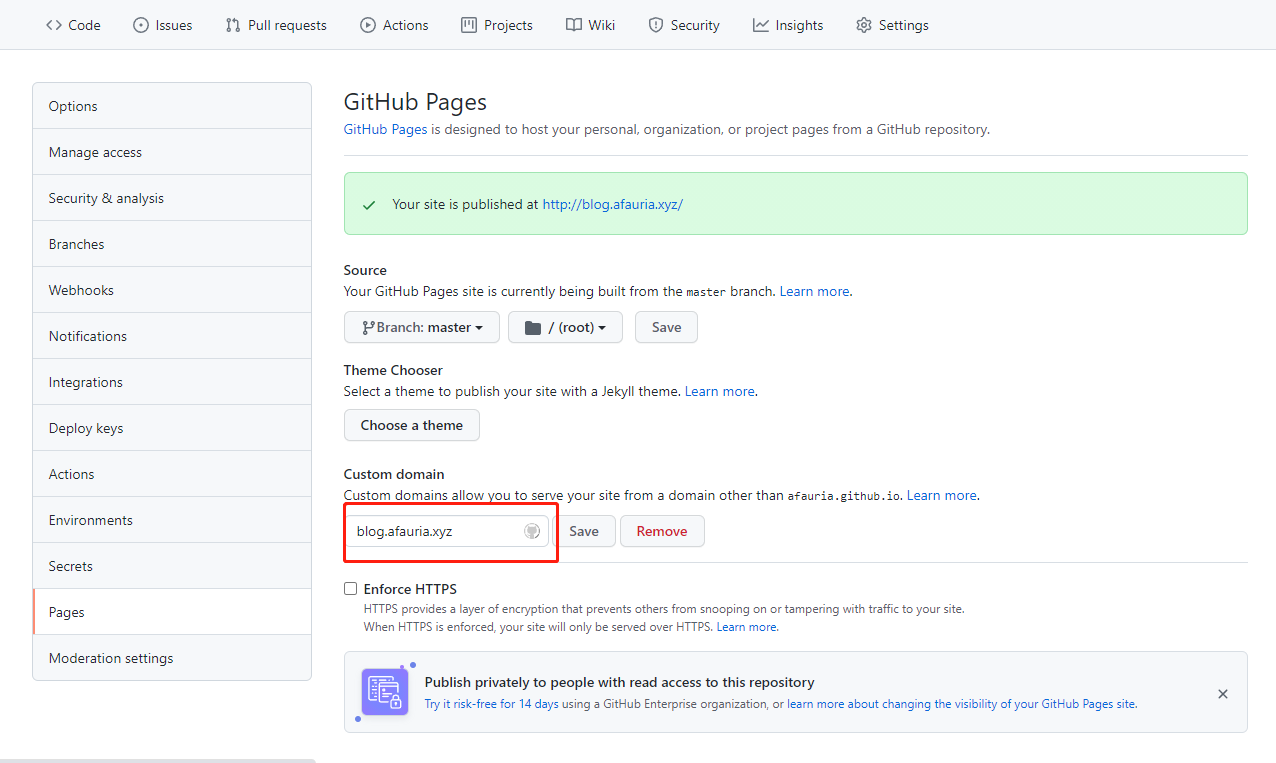 Code Issues Pull requests Actions Projects Wiki Security Insights Settings
Options
Manage access
Security & analysis
Branches
Webhooks
Notifications
Integrations
Deploy keys
Actions
Environments
Secrets
Pages
Moderation settings
GitHub Pages
GitHub Pages is designed to host your personal, organization, or project pages from a GitHub repository.
Your site is published at http://blog.afauria.xyz/
Source
Your GitHub Pages site is currently being built from the master branch. Learn more.
Branch: master / (root) Save
Theme Chooser
Select a theme to publish your site with a Jekyll theme. Learn more.
Choose a theme
Custom domain
Custom domains allow you to serve your site from a domain other than afauria.github.io. Learn more.
blog.afauria.xyz Save Remove
Enforce HTTPS
HTTPS provides a layer of encryption that prevents others from snooping on or tampering with traffic to your site.
When HTTPS is enforced, your site will only be served over HTTPS. Learn more.
Publish privately to people with read access to this repository
Try it risk-free for 14 days using a GitHub Enterprise organization, or learn more about changing the visibility of your GitHub Pages site.